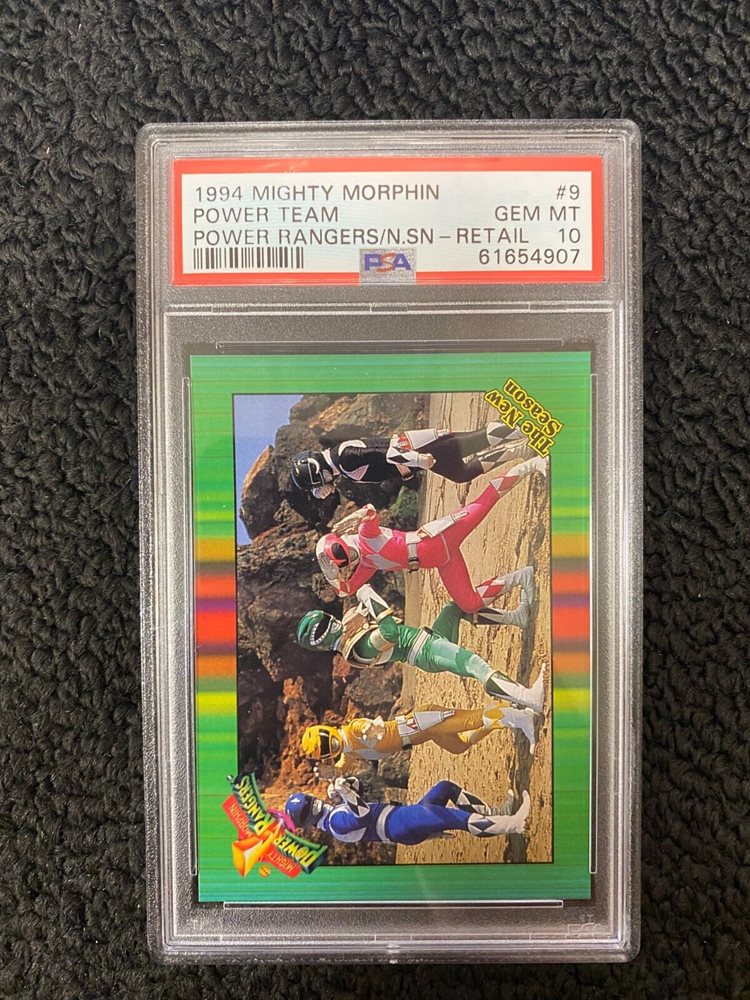 1994 MIGHTY MORPHIN #9
POWER TEAM GEM MT
POWER RANGERS/N.SN-RETAIL 10
PSA 61654907
The New
Season
MIGHTY
MORPHIN
POWER RANGERS